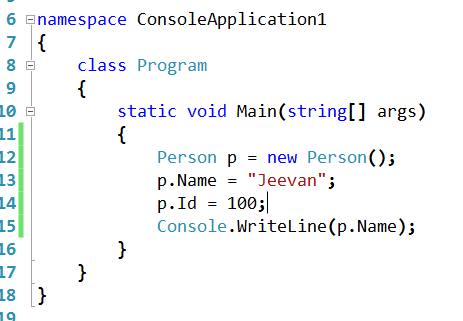 6 namespace ConsoleApplication1
7 {
8 class Program
9 {
10 static void Main(string[] args)
11 {
12 Person p = new Person();
13 p.Name = "Jeevan";
14 p.Id = 100;
15 Console.WriteLine(p.Name);
16 }
17 }
18 }
19